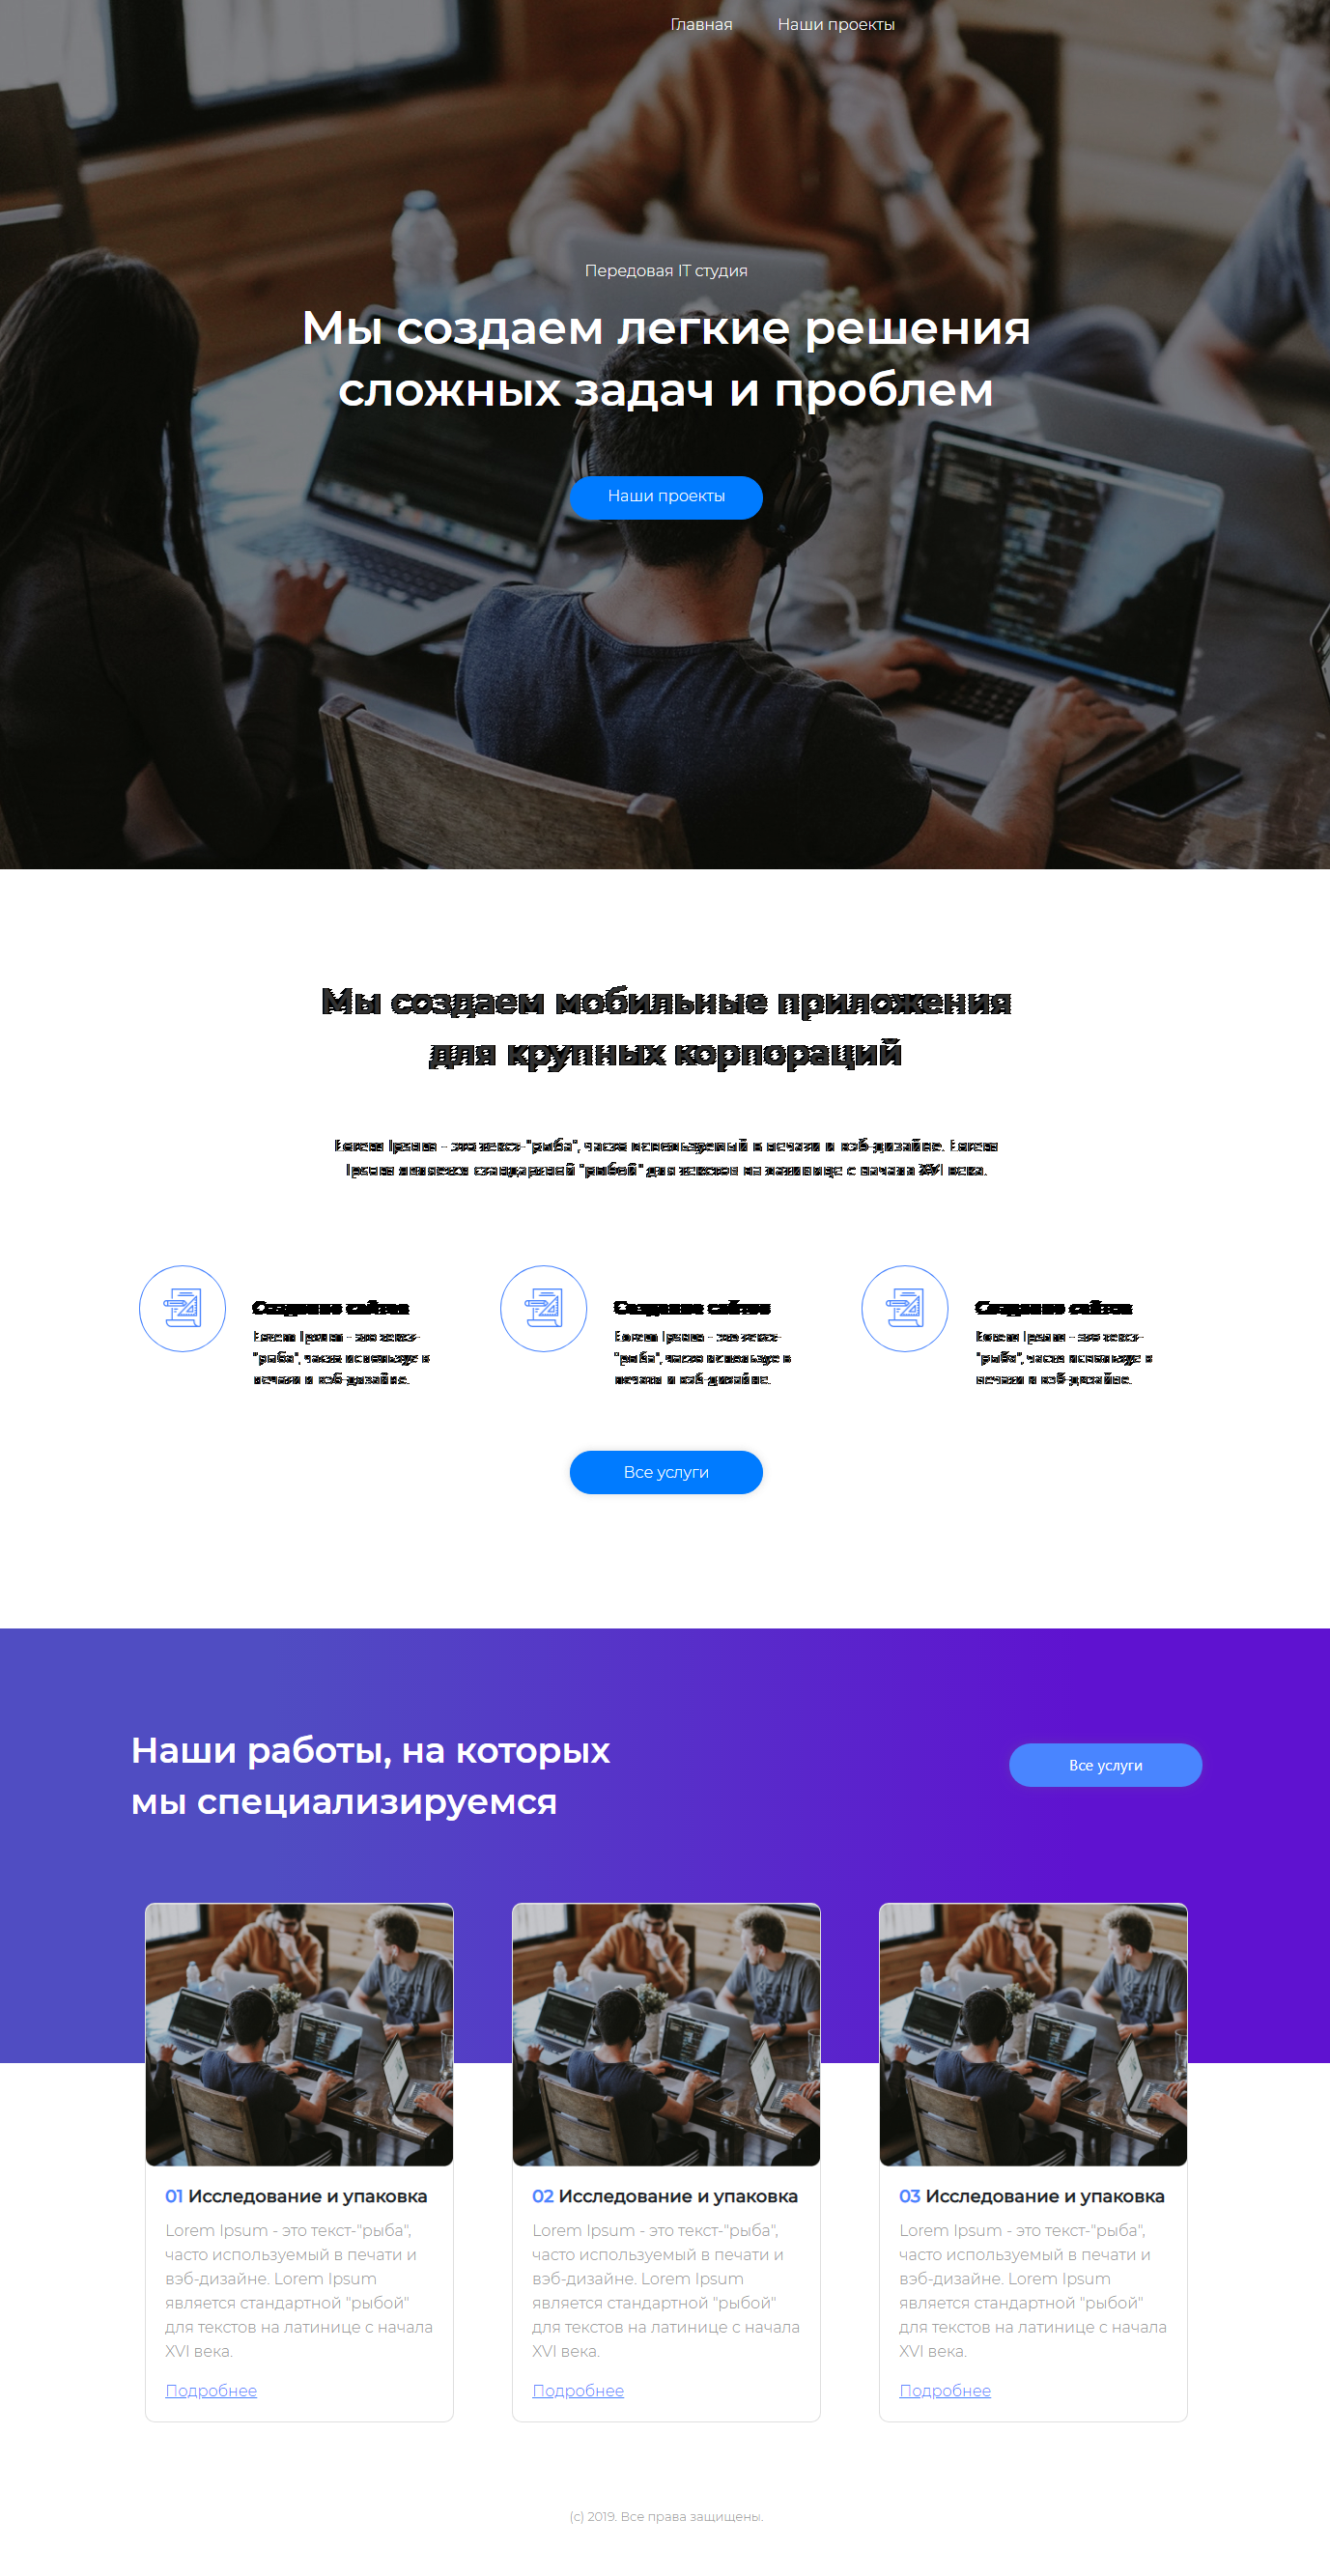 Главная Наши проекты
Передовая IT студия
Мы создаем легкие решения
сложных задач и проблем
Наши проекты
Мы создаем мобильные приложения
для крупных корпораций
Lorem Ipsum - это текст-"рыба", часто используемый в печати и вэб-дизайне. Lorem
Ipsum является стандартной "рыбой" для текстов на латинице с начала XVI века.
Создание сайтов
Lorem Ipsum - это текст-
"рыба", часто используе в
печати и вэб-дизайне.
Создание сайтов
Lorem Ipsum - это текст-
"рыба", часто используе в
печати и вэб-дизайне.
Создание сайтов
Lorem Ipsum - это текст-
"рыба", часто используе в
печати и вэб-дизайне.
Все услуги
Наши работы, на которых
мы специализируемся
Все услуги
01 Исследование и упаковка
Lorem Ipsum - это текст-"рыба",
часто используемый в печати и
вэб-дизайне. Lorem Ipsum
является стандартной "рыбой"
для текстов на латинице с начала
XVI века.
Подробнее
02 Исследование и упаковка
Lorem Ipsum - это текст-"рыба",
часто используемый в печати и
вэб-дизайне. Lorem Ipsum
является стандартной "рыбой"
для текстов на латинице с начала
XVI века.
Подробнее
03 Исследование и упаковка
Lorem Ipsum - это текст-"рыба",
часто используемый в печати и
вэб-дизайне. Lorem Ipsum
является стандартной "рыбой"
для текстов на латинице с начала
XVI века.
Подробнее
(c) 2019. Все права защищены.